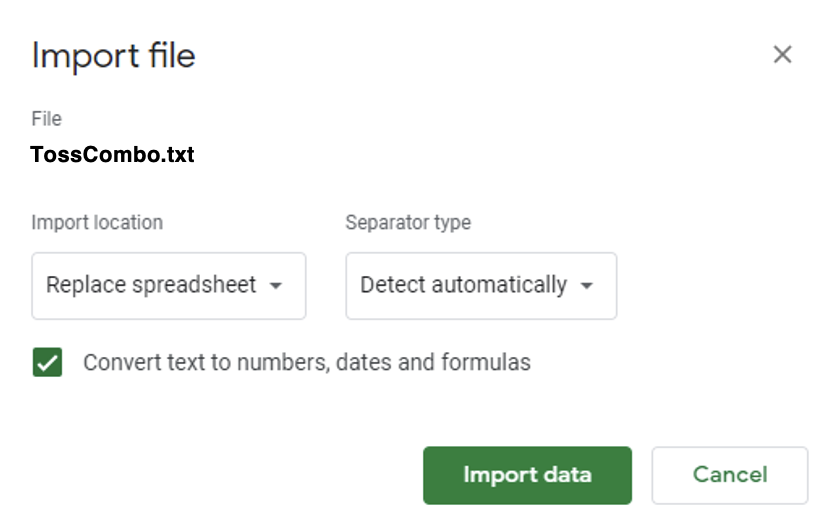 Import file
File
TossCombo.txt
Import location
Separator type
Replace spreadsheet
Detect automatically
Convert text to numbers, dates and formulas
Import data
Cancel